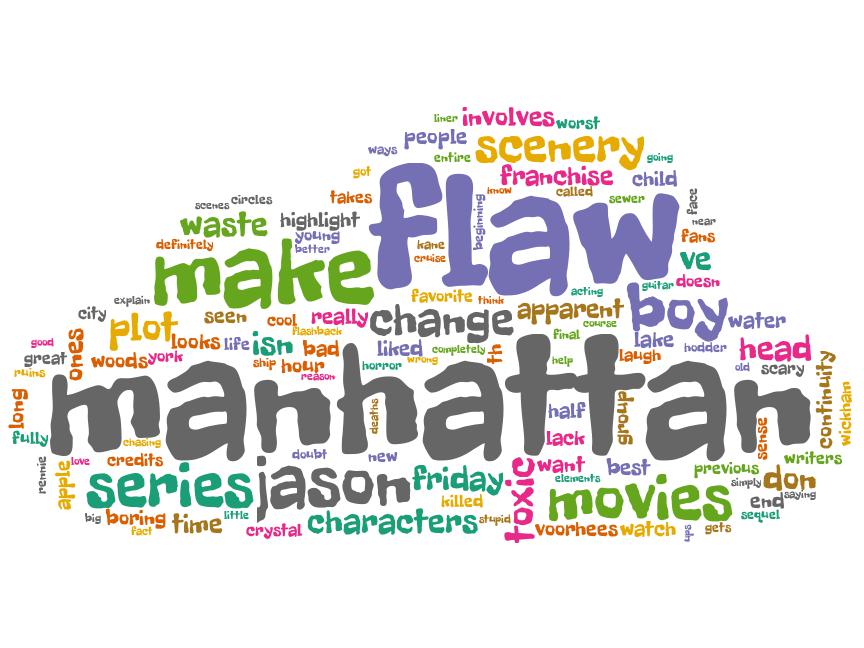 liner involves worst
ways people scenery
entire going
got franchise child
know called
scenes circles takes flaw sewer face
waste highlight beginning near
young fans
definitely better kane ve
make cruise doesn
explain favorite think acting guitar
city seen cool really change apparent boy water
plot flashback course
good ones looks life isn bad liked completely final lake hodder head
great woods york th laugh
ruins ship hour horror wrong help old scary
reason
long manhattan continuity wickham
deaths half group
fully chasing lack sense
rennie apple love credits doubt new want best previous writers
series jason friday toxic elements simply don
killed movies end saying
big boring time little characters stupid sequel
fact crystal voorhees watch ups gets